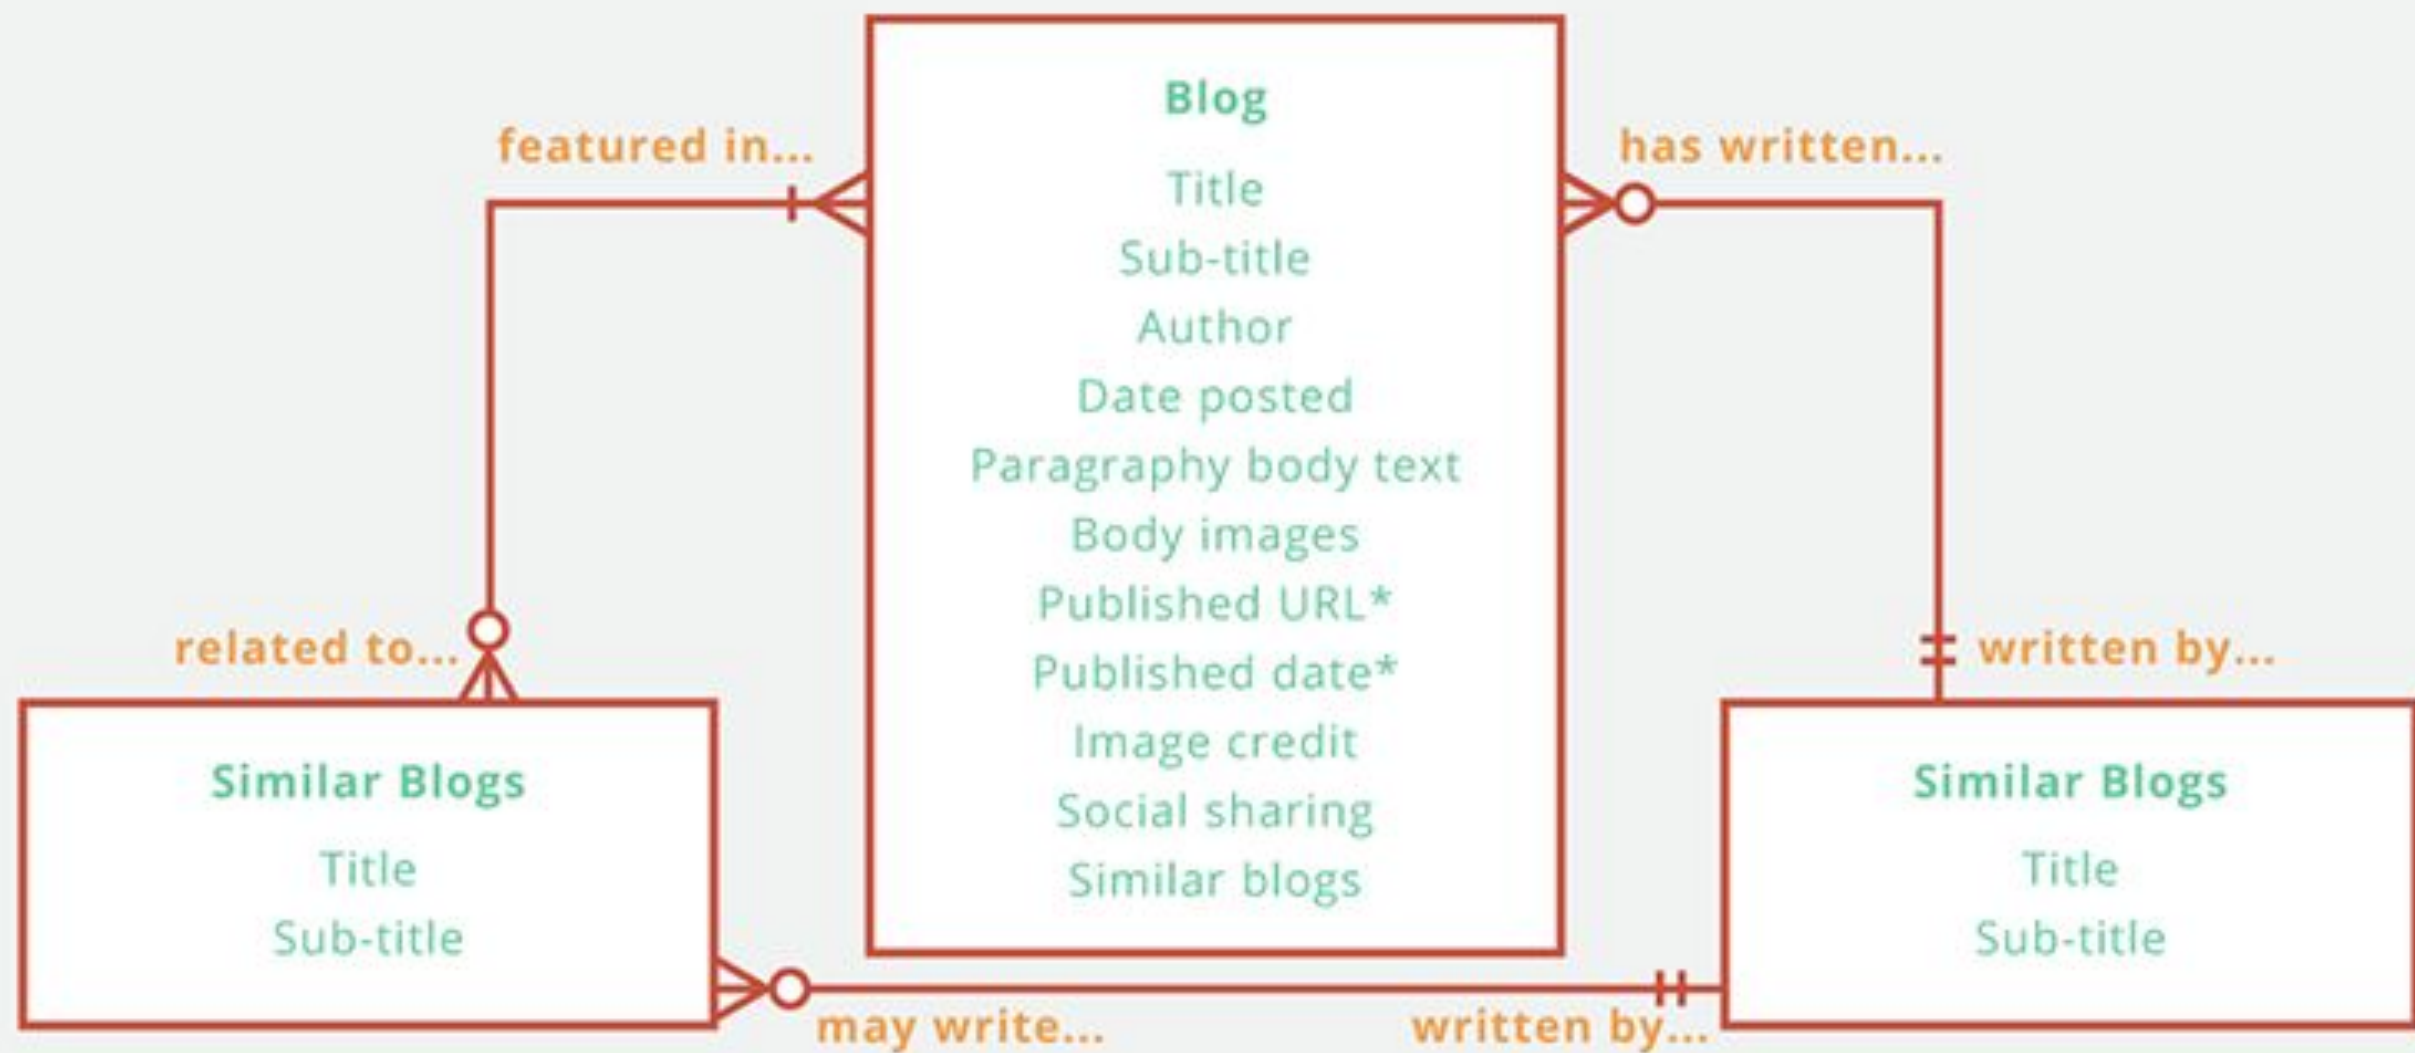 Blog
Title
Sub-title
Author
Date posted
Paragraphy body text
Body images
Published URL*
Published date*
Image credit
Social sharing
Similar blogs
featured in...
has written...
related to...
written by...
Similar Blogs
Title
Sub-title
Similar Blogs
Title
Sub-title
may write...
written by...